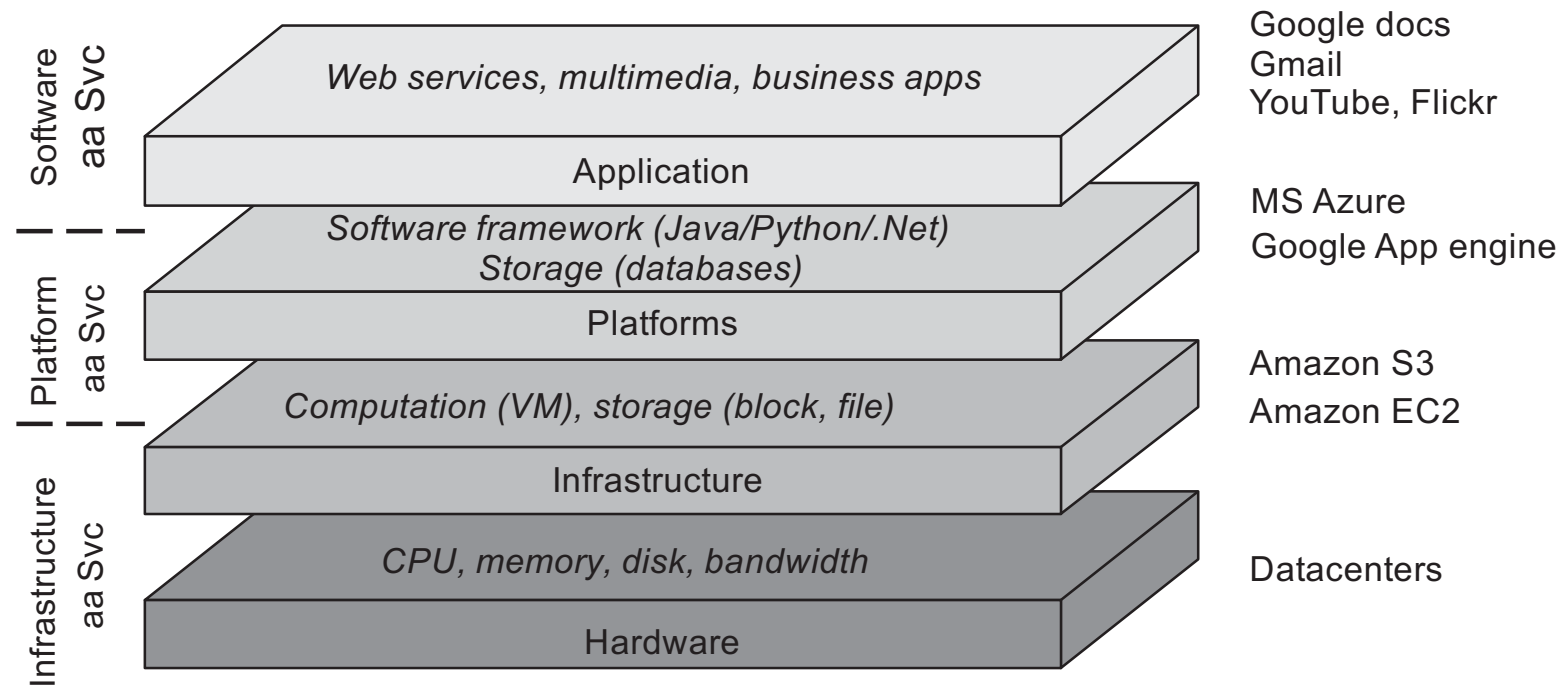 Software
aa Svc
Web services, multimedia, business apps
Application
Google docs
Gmail
YouTube, Flickr
Platform
aa Svc
Software framework (Java/Python/.Net)
Storage (databases)
Platforms
MS Azure
Google App engine
Infrastructure
aa Svc
Computation (VM), storage (block, file)
Infrastructure
Amazon S3
Amazon EC2
CPU, memory, disk, bandwidth
Hardware
Datacenters